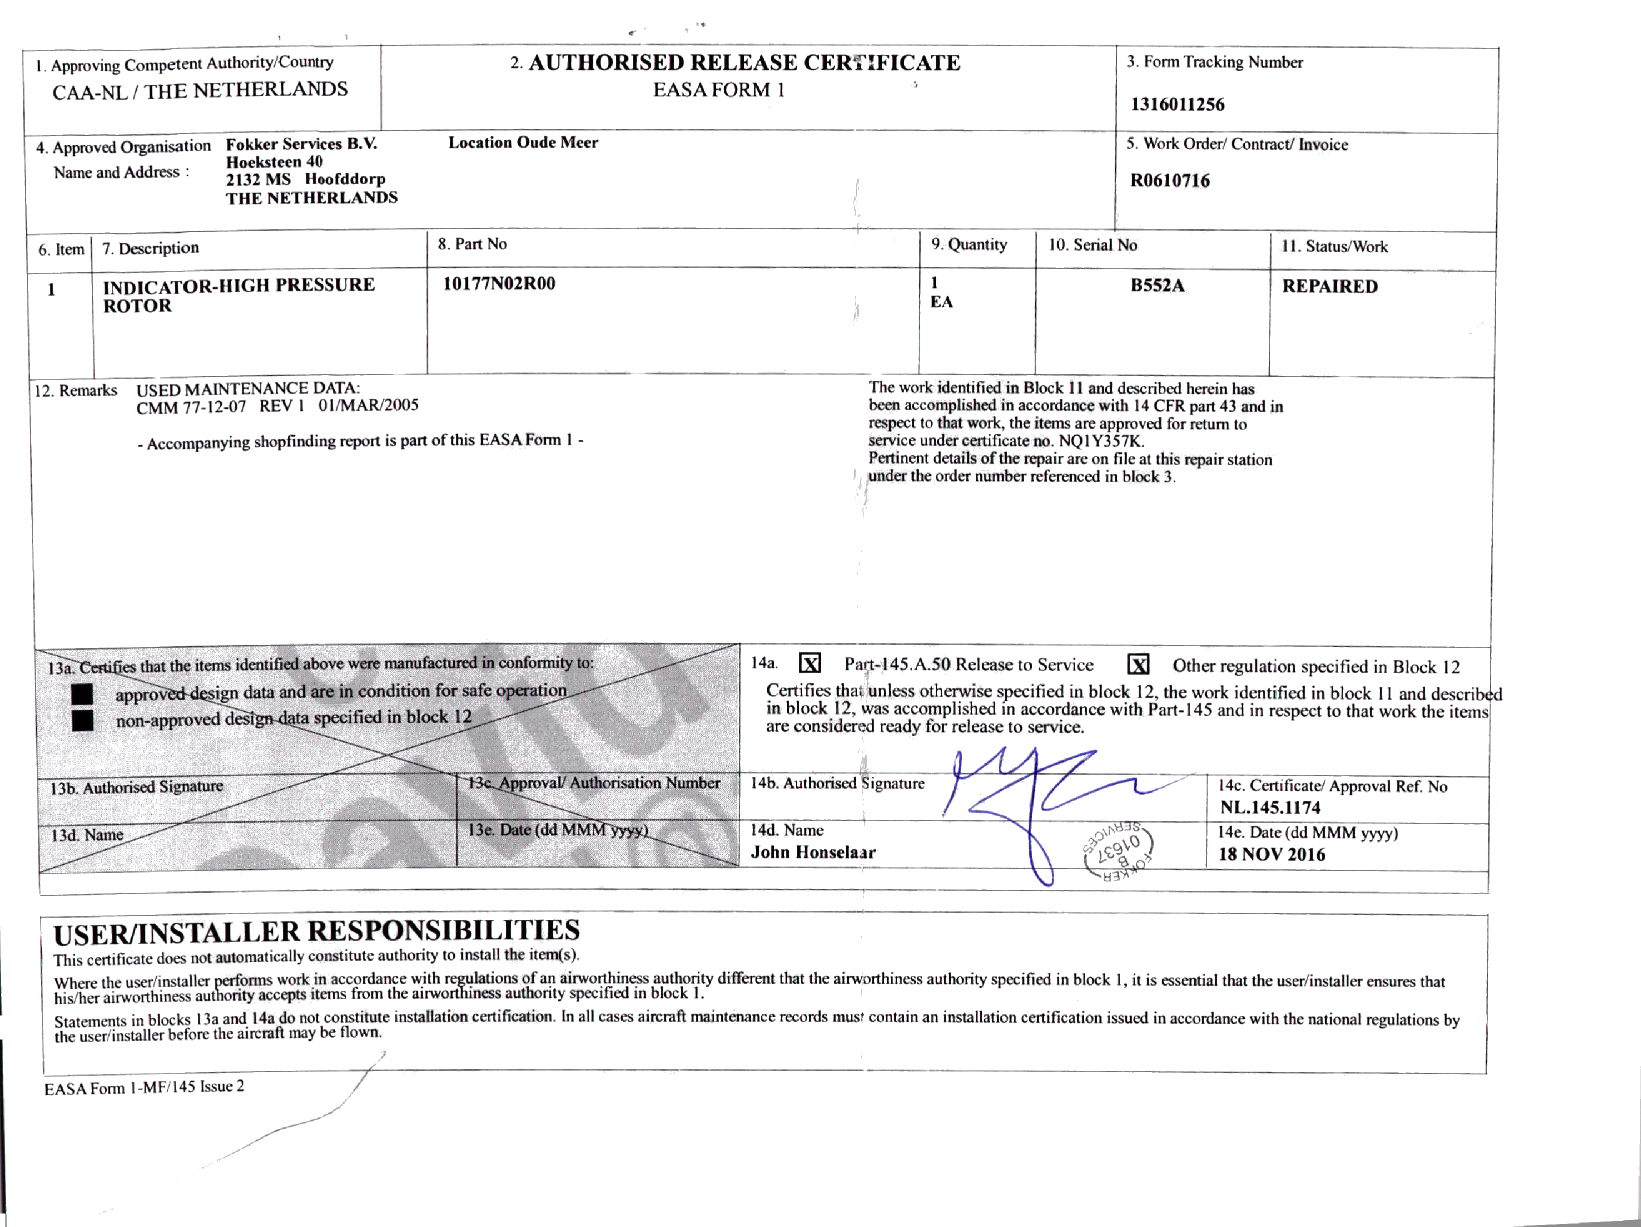 1. Approving Competent Authority/Country
CAA-NL / THE NETHERLANDS
2. AUTHORISED RELEASE CERTIFICATE
EASA FORM 1
3. Form Tracking Number
1316011256
4. Approved Organisation
Name and Address :
Fokker Services B.V.
Hoeksteen 40
2132 MS Hoofddorp
THE NETHERLANDS
Location Oude Meer
5. Work Order/ Contract/ Invoice
R0610716
6. Item
7. Description
8. Part No
9. Quantity
10. Serial No
11. Status/Work
1
INDICATOR-HIGH PRESSURE
ROTOR
10177N02R00
1
EA
B552A
REPAIRED
12. Remarks
USED MAINTENANCE DATA:
CMM 77-12-07 REV 1 01/MAR/2005
- Accompanying shopfinding report is part of this EASA Form 1 -
The work identified in Block 11 and described herein has
been accomplished in accordance with 14 CFR part 43 and in
respect to that work, the items are approved for return to
service under certificate no. NQ1Y357K.
Pertinent details of the repair are on file at this repair station
under the order number referenced in block 3.
13a. Certifies that the items identified above were manufactured in conformity to:
approved design data and are in condition for safe operation
non-approved design data specified in block 12
13b. Authorised Signature
13c. Approval/ Authorisation Number
13d. Name
13e. Date (dd MMM yyyy)
14a. X Part-145.A.50 Release to Service X Other regulation specified in Block 12
Certifies that unless otherwise specified in block 12, the work identified in block 11 and described
in block 12, was accomplished in accordance with Part-145 and in respect to that work the items
are considered ready for release to service.
14b. Authorised Signature
14c. Certificate/ Approval Ref. No
NL.145.1174
14d. Name
John Honselaar
FOKKER
B
01637
SERVICES
14e. Date (dd MMM yyyy)
18 NOV 2016
USER/INSTALLER RESPONSIBILITIES
This certificate does not automatically constitute authority to install the item(s).
Where the user/installer performs work in accordance with regulations of an airworthiness authority different that the airworthiness authority specified in block 1, it is essential that the user/installer ensures that
his/her airworthiness authority accepts items from the airworthiness authority specified in block 1.
Statements in blocks 13a and 14a do not constitute installation certification. In all cases aircraft maintenance records must contain an installation certification issued in accordance with the national regulations by
the user/installer before the aircraft may be flown.
EASA Form 1-MF/145 Issue 2